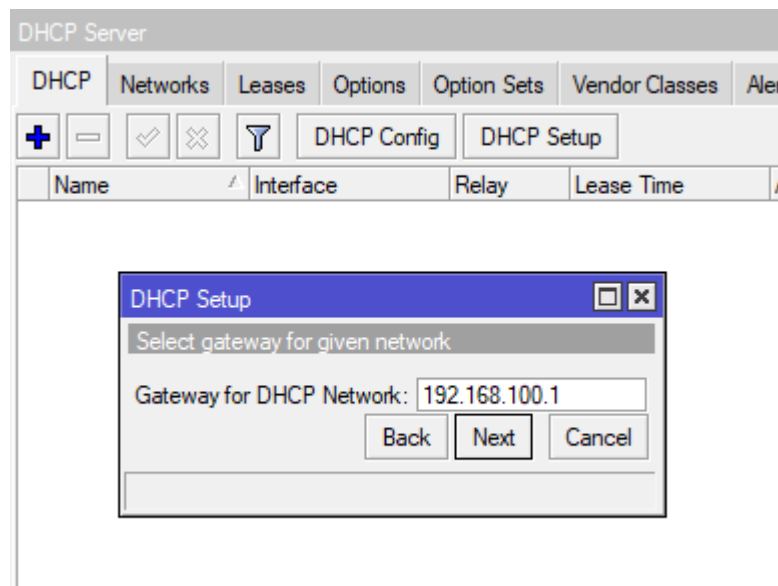 DHCP Server
DHCP Networks Leases Options Option Sets Vendor Classes
DHCP Config DHCP Setup
Name Interface Relay Lease Time
DHCP Setup
Select gateway for given network
Gateway for DHCP Network: 192.168.100.1
Back Next Cancel